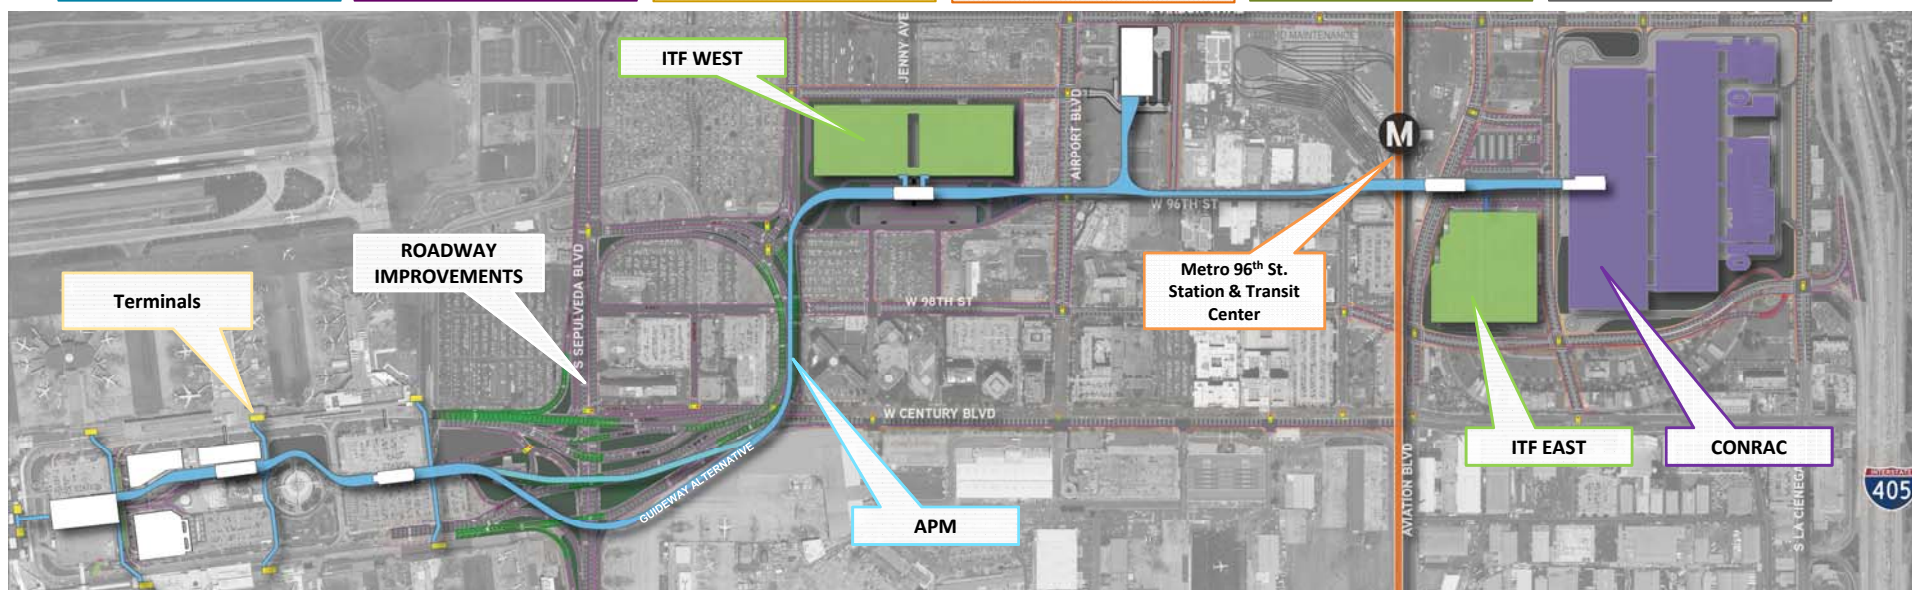 JENNY AVE
ITF WEST
AIRPORT BLVD
M
W 96TH ST
ROADWAY
IMPROVEMENTS
S SEPULVEDA BLVD
Terminals
Metro 96th St.
Station & Transit
Center
W 98TH ST
W CENTURY BLVD
GUIDEWAY ALTERNATIVE
APM
AVIATION BLVD
ITF EAST
CONRAC
S LA CIENEGA
INTERSTATE
405